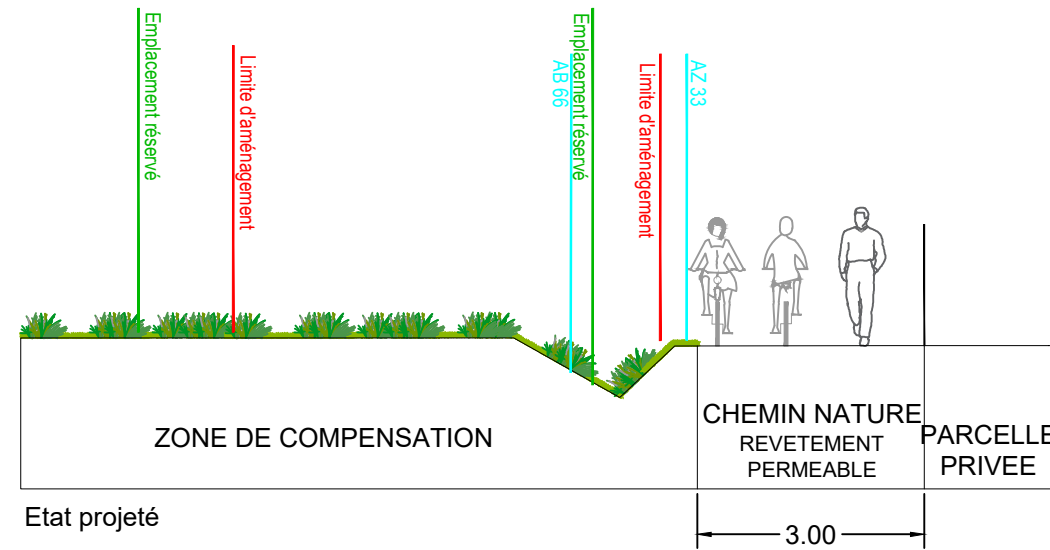 Emplacement réservé
Limite d'aménagement
AB 66
Emplacement réservé
Limite d'aménagement
AZ 33
ZONE DE COMPENSATION
CHEMIN NATURE
REVETEMENT
PERMEABLE
PARCELLE
PRIVEE
Etat projeté
3.00